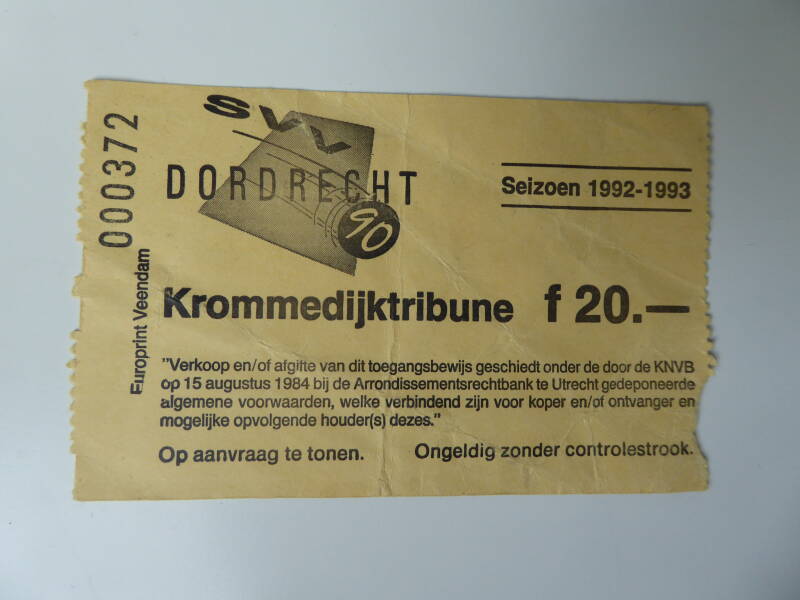 000372
Europrint Veendam
SVV
DORDRECHT
90
Seizoen 1992-1993
Krommedijktribune f 20.—
"Verkoop en/of afgifte van dit toegangsbewijs geschiedt onder de door de KNVB
op 15 augustus 1984 bij de Arrondissementsrechtbank te Utrecht gedeponeerde
algemene voorwaarden, welke verbindend zijn voor koper en/of ontvanger en
mogelijke opvolgende houder(s) dezes."
Op aanvraag te tonen. Ongeldig zonder controlestrook.